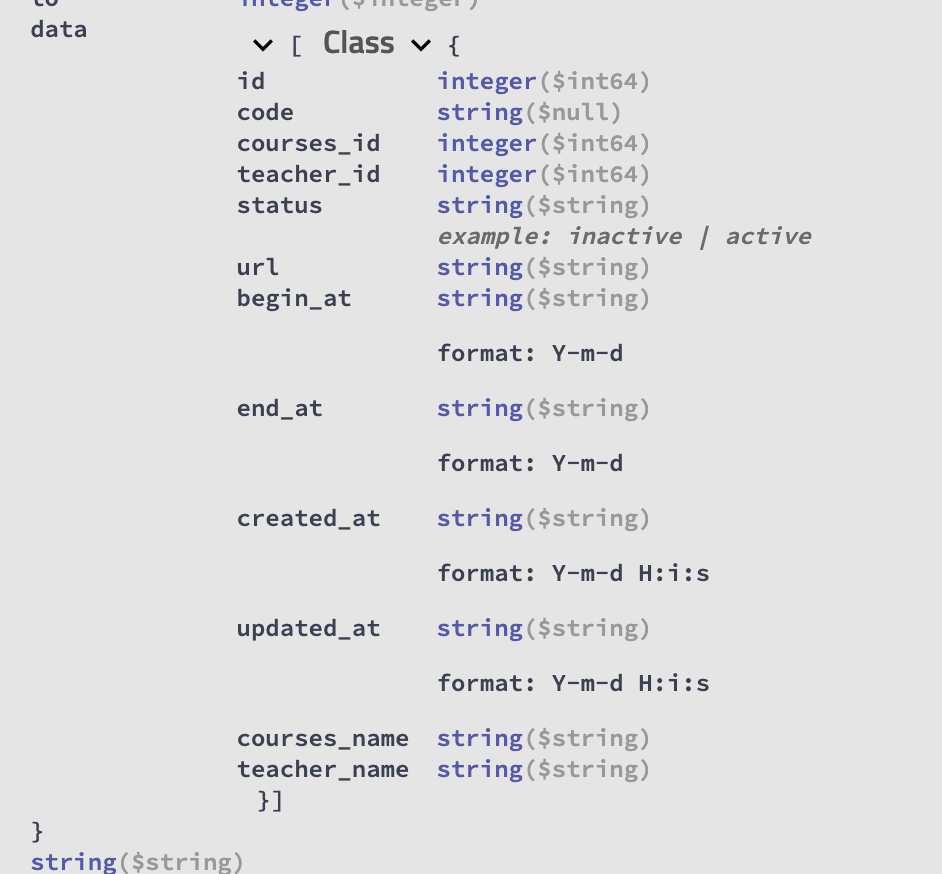 to integer($integer)
data
[ Class {
id integer($int64)
code string($null)
courses_id integer($int64)
teacher_id integer($int64)
status string($string)
example: inactive | active
url string($string)
begin_at string($string)
format: Y-m-d
end_at string($string)
format: Y-m-d
created_at string($string)
format: Y-m-d H:i:s
updated_at string($string)
format: Y-m-d H:i:s
courses_name string($string)
teacher_name string($string)
}]
}
string($string)